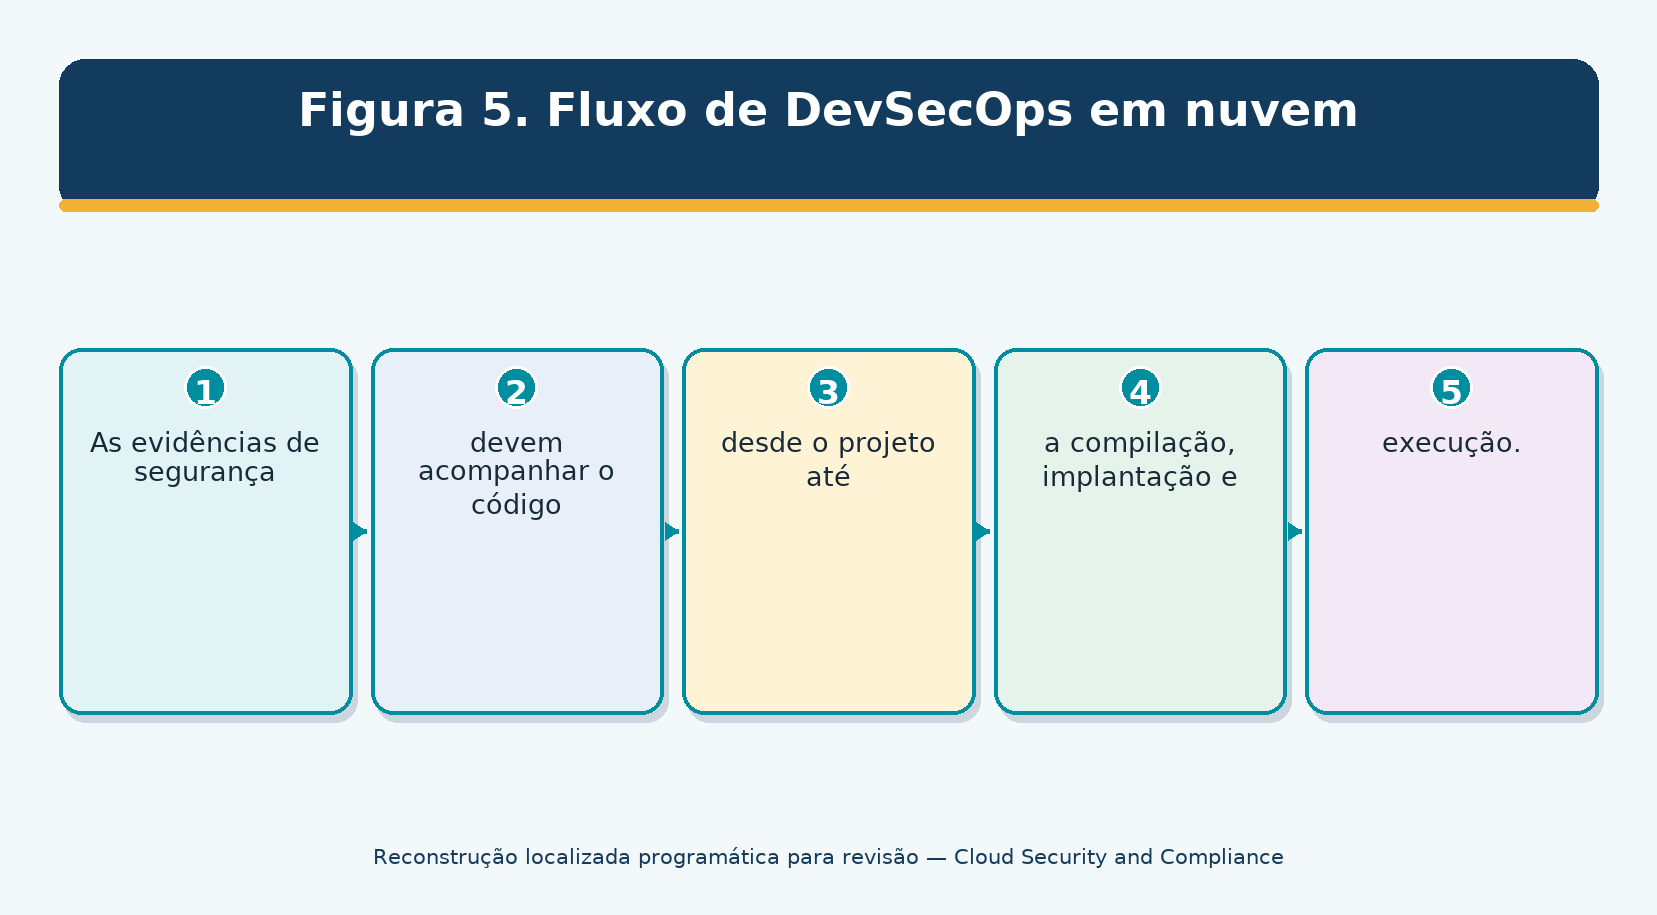 Figura 5. Fluxo de DevSecOps em nuvem
1
As evidências de
segurança
2
devem
acompanhar o
código
3
desde o projeto
até
4
a compilação,
implantação e
5
execução.
Reconstrução localizada programática para revisão — Cloud Security and Compliance